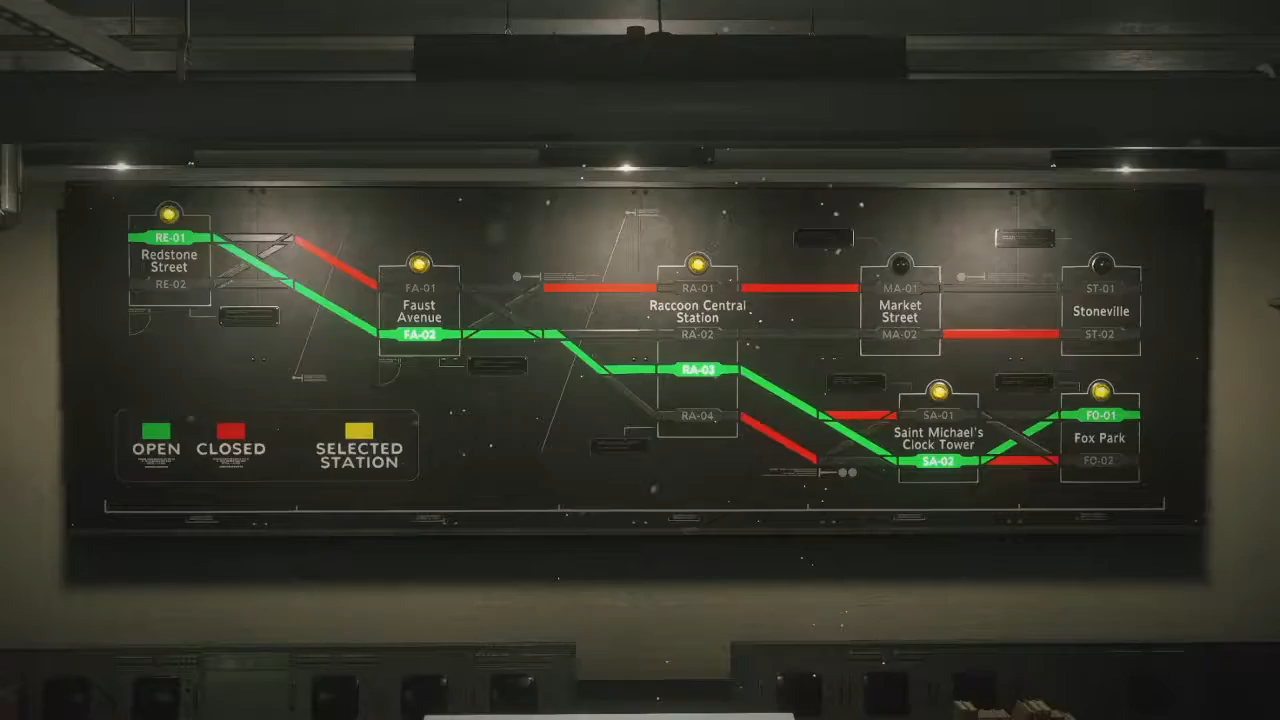 RE-01
Redstone
Street
RE-02
FA-01
Faust
Avenue
FA-02
RA-01
Raccoon Central
Station
RA-02
RA-03
RA-04
MA-01
Market
Street
MA-02
ST-01
Stoneville
ST-02
SA-01
Saint Michael's
Clock Tower
SA-02
FO-01
Fox Park
FO-02
OPEN
CLOSED
SELECTED
STATION